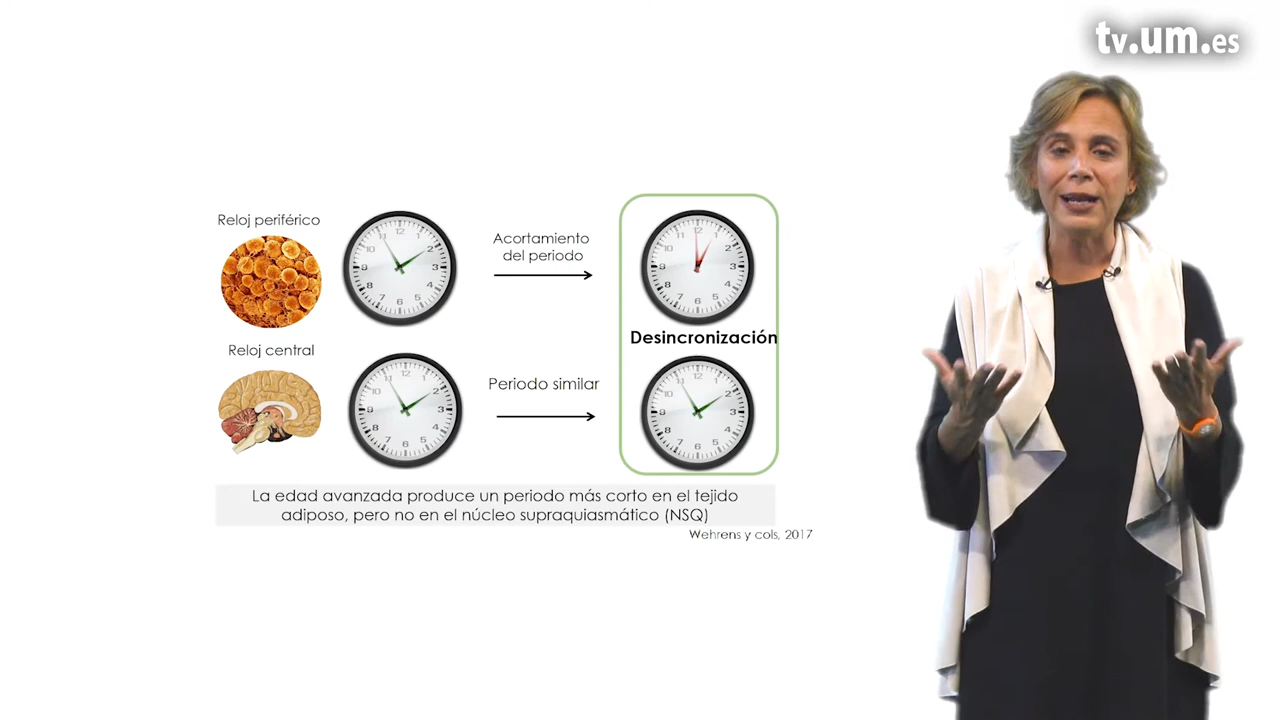 tv.um.es
Reloj periférico
Acortamiento
del periodo
Desincronización
Reloj central
Periodo similar
La edad avanzada produce un periodo más corto en el tejido
adiposo, pero no en el núcleo supraquiasmático (NSQ)
Wehrens y cols, 2017